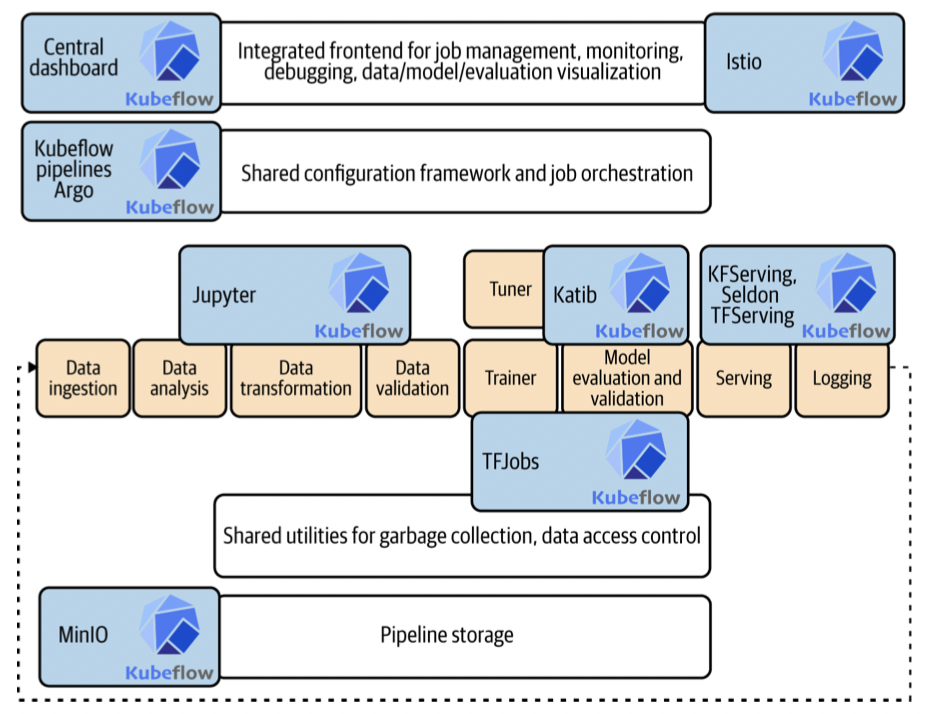 Central
dashboard
Kubeflow
Integrated frontend for job management, monitoring,
debugging, data/model/evaluation visualization
Istio
Kubeflow
Kubeflow
pipelines
Argo
Kubeflow
Shared configuration framework and job orchestration
Jupyter
Kubeflow
Tuner
Katib
Kubeflow
KFServing,
Seldon
TFServing
Kubeflow
Data
ingestion
Data
analysis
Data
transformation
Data
validation
Trainer
Model
evaluation and
validation
Serving
Logging
TFJobs
Kubeflow
Shared utilities for garbage collection, data access control
MinIO
Kubeflow
Pipeline storage